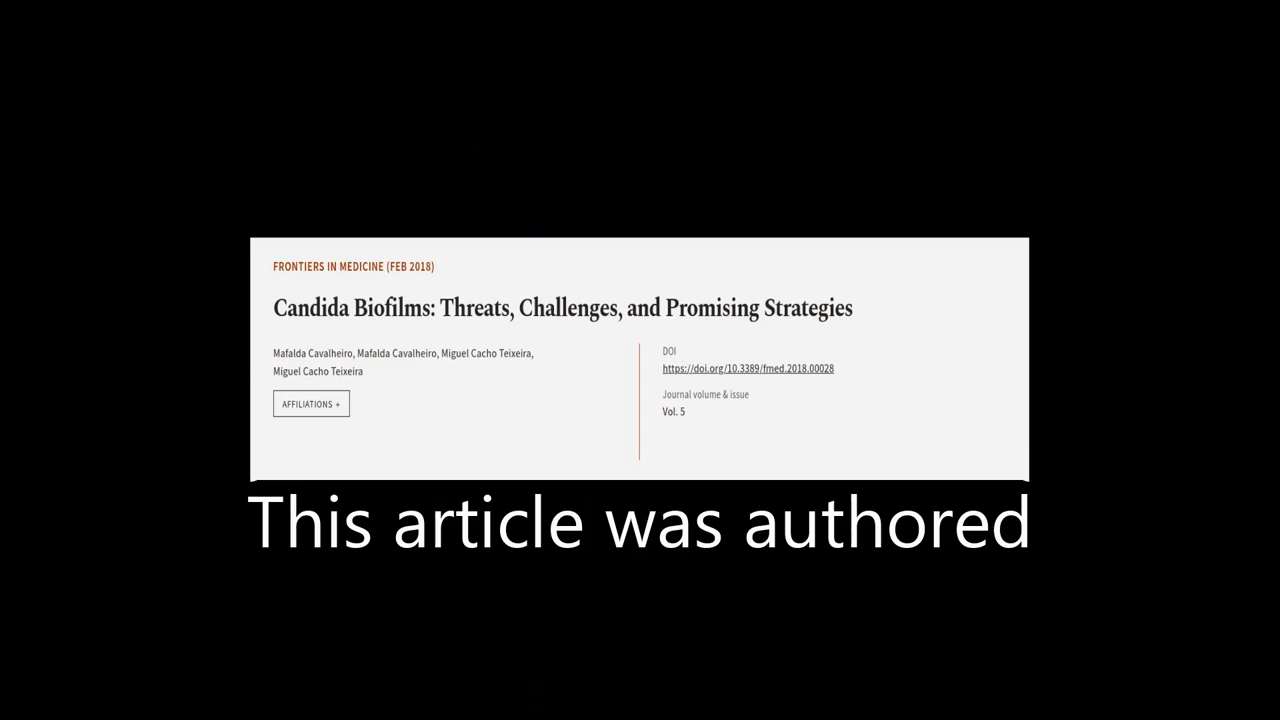 FRONTIERS IN MEDICINE (FEB 2018)
Candida Biofilms: Threats, Challenges, and Promising Strategies
Mafalda Cavalheiro, Mafalda Cavalheiro, Miguel Cacho Teixeira,
Miguel Cacho Teixeira
AFFILIATIONS +
DOI
https://doi.org/10.3389/fmed.2018.00028
Journal volume & issue
Vol. 5
This article was authored